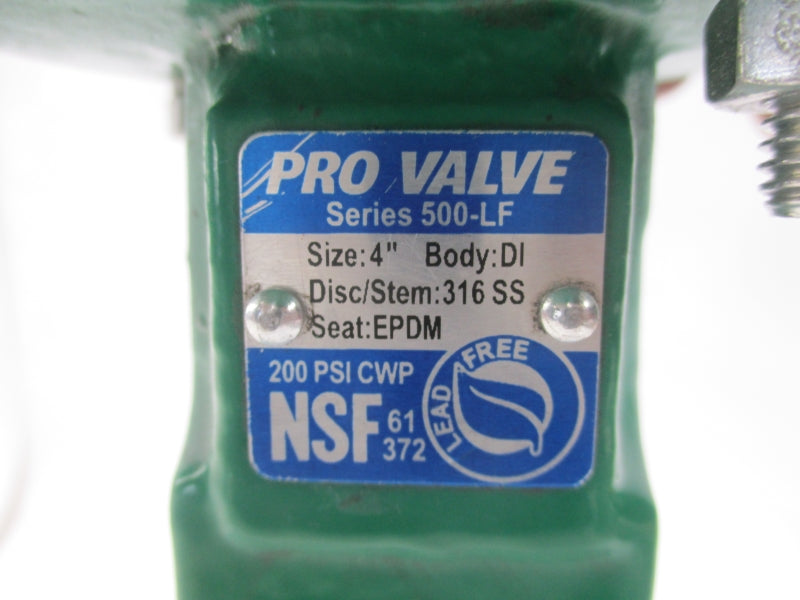 PRO VALVE
Series 500-LF
Size:4" Body:DI
Disc/Stem:316 SS
Seat:EPDM
200 PSI CWP
NSF 61
372
LEAD FREE